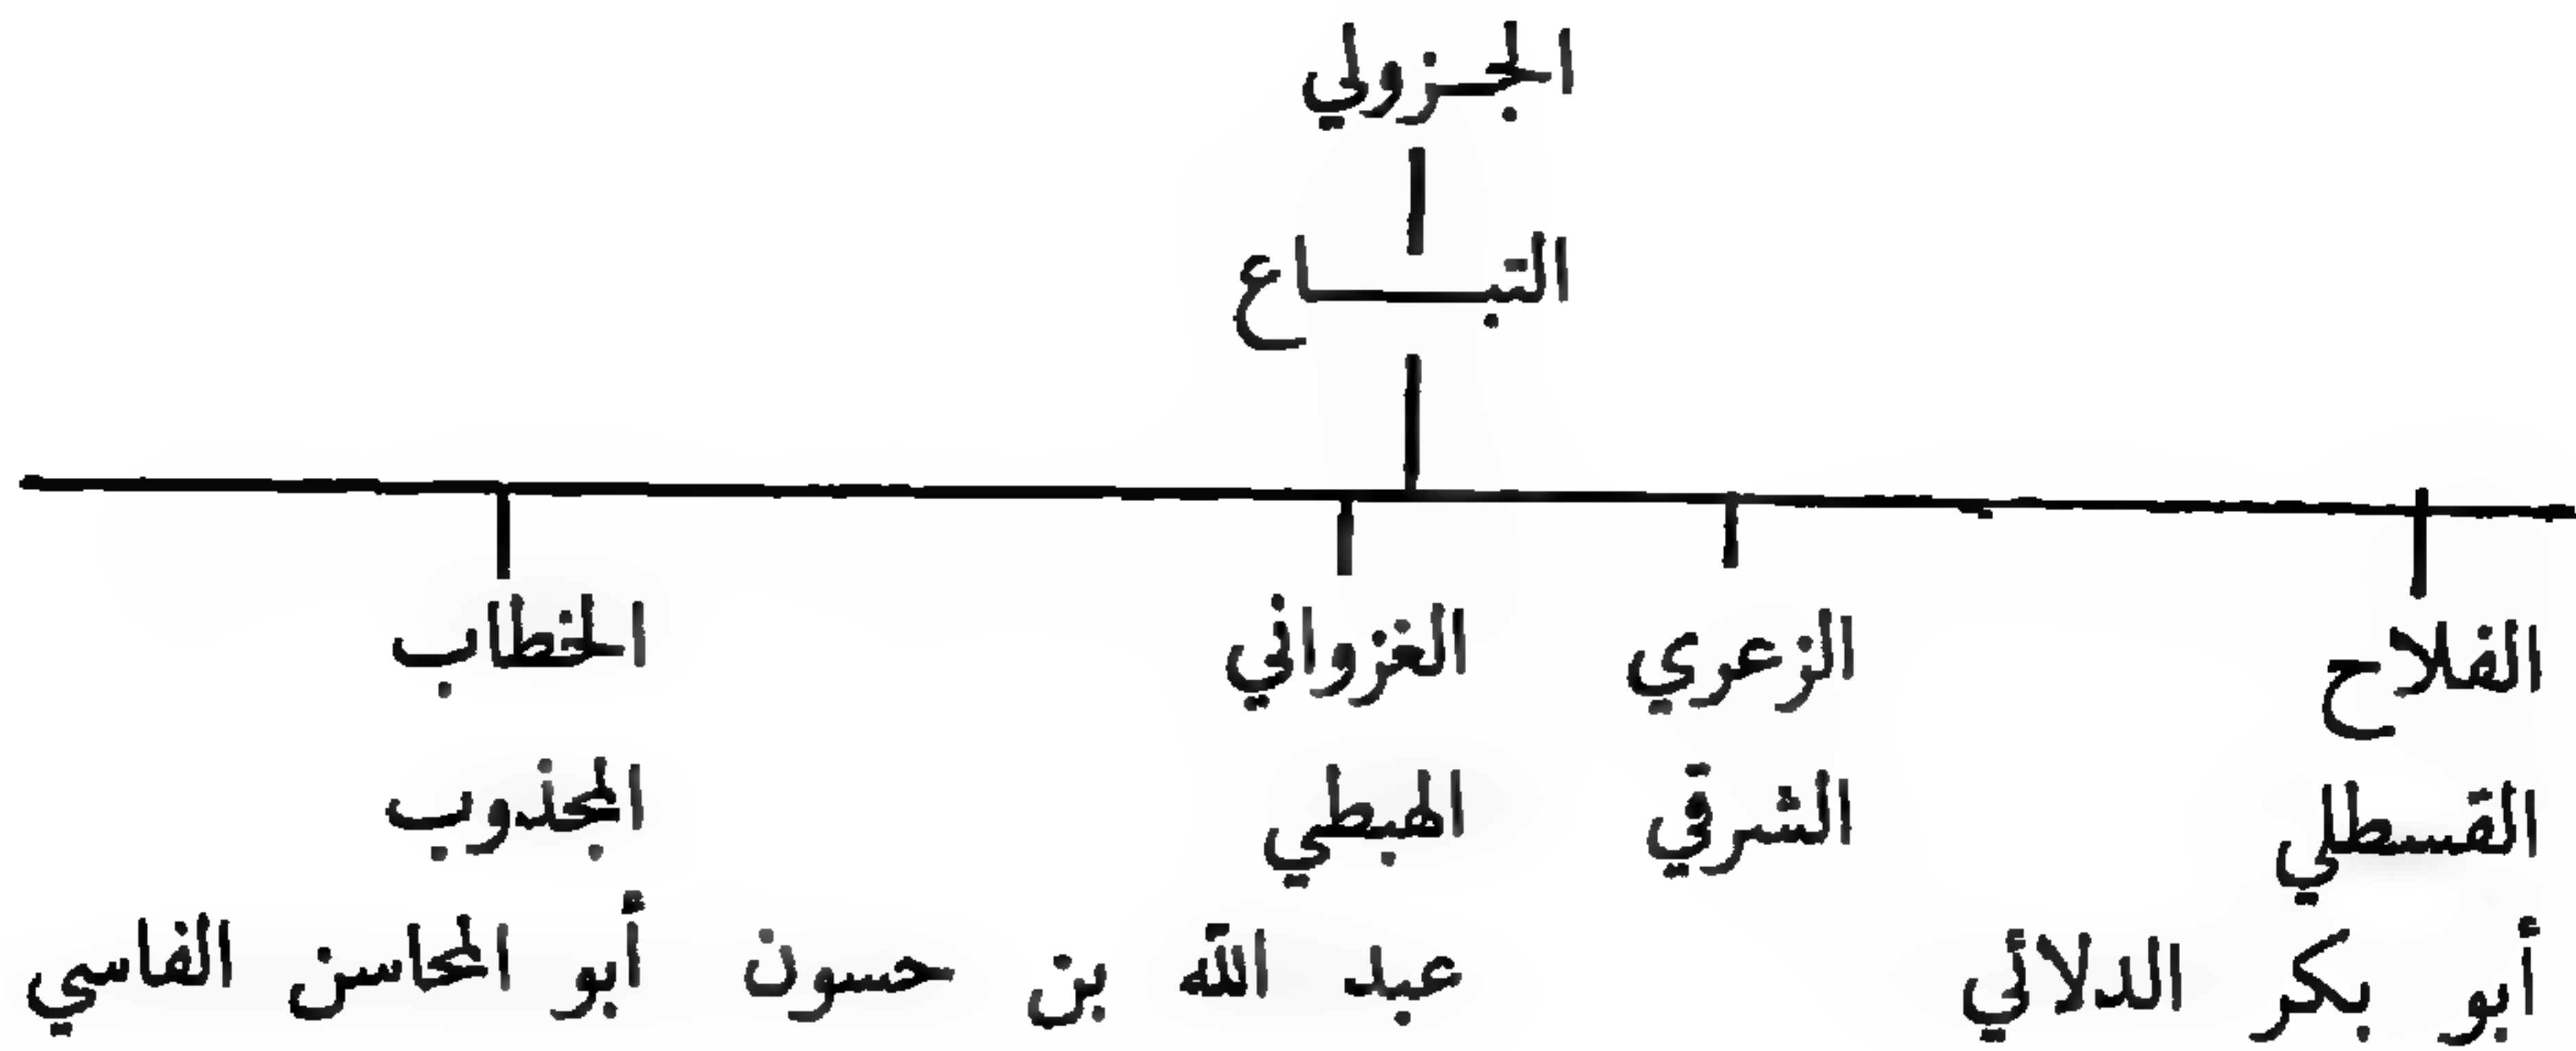 الجزولي
التباع
الفلاح الزعري الغزواني الخطاب
القسطلي الشرقي الهبطي المجذوب
أبو بكر الدلائي عبد الله بن حسون أبو المحاسن الفاسي